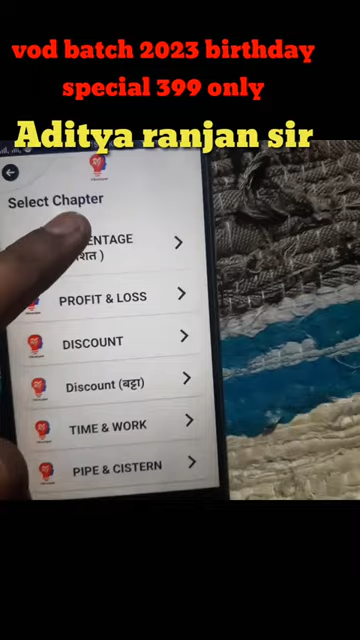 vod batch 2023 birthday
special 399 only
Aditya ranjan sir
Select Chapter
PROFIT & LOSS
DISCOUNT
Discount (बट्टा)
TIME & WORK
PIPE & CISTERN